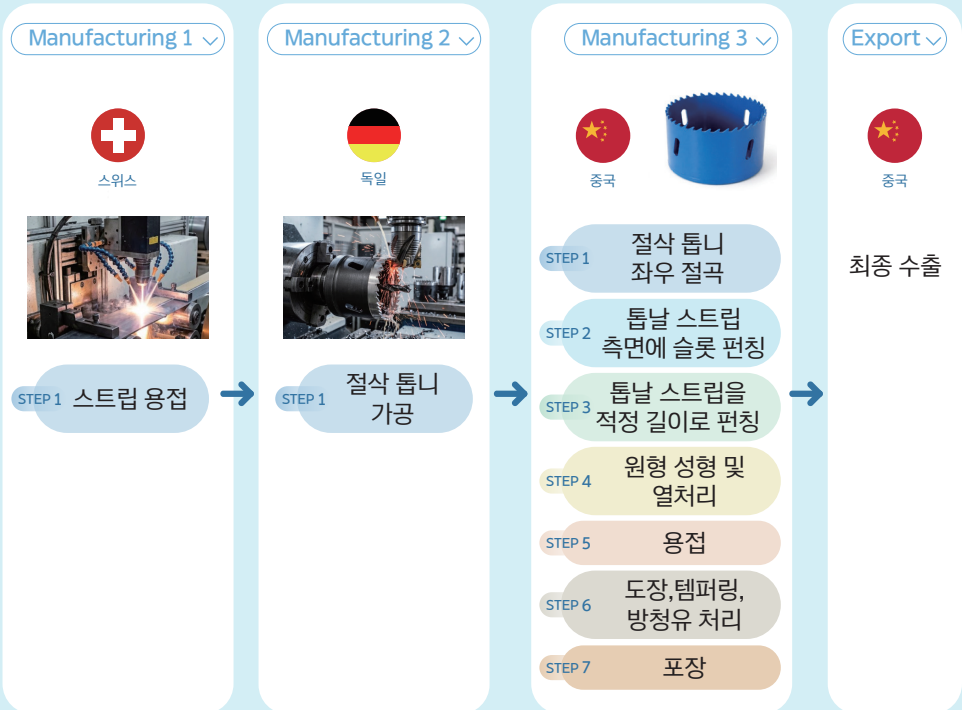 Manufacturing 1
스위스
STEP 1 스트립 용접
Manufacturing 2
독일
STEP 1 절삭 톱니
가공
Manufacturing 3
중국
STEP 1 절삭 톱니
좌우 절곡
STEP 2 톱날 스트립
측면에 슬롯 펀칭
STEP 3 톱날 스트립을
적정 길이로 펀칭
STEP 4 원형 성형 및
열처리
STEP 5 용접
STEP 6 도장,템퍼링,
방청유 처리
STEP 7 포장
Export
중국
최종 수출